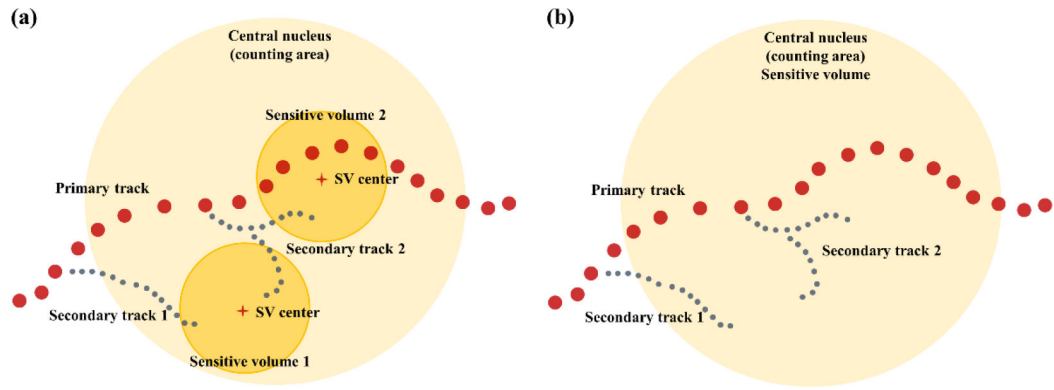 (a)
Central nucleus
(counting area)
Sensitive volume 2
SV center
Primary track
Secondary track 2
Secondary track 1
SV center
Sensitive volume 1
(b)
Central nucleus
(counting area)
Sensitive volume
Primary track
Secondary track 2
Secondary track 1